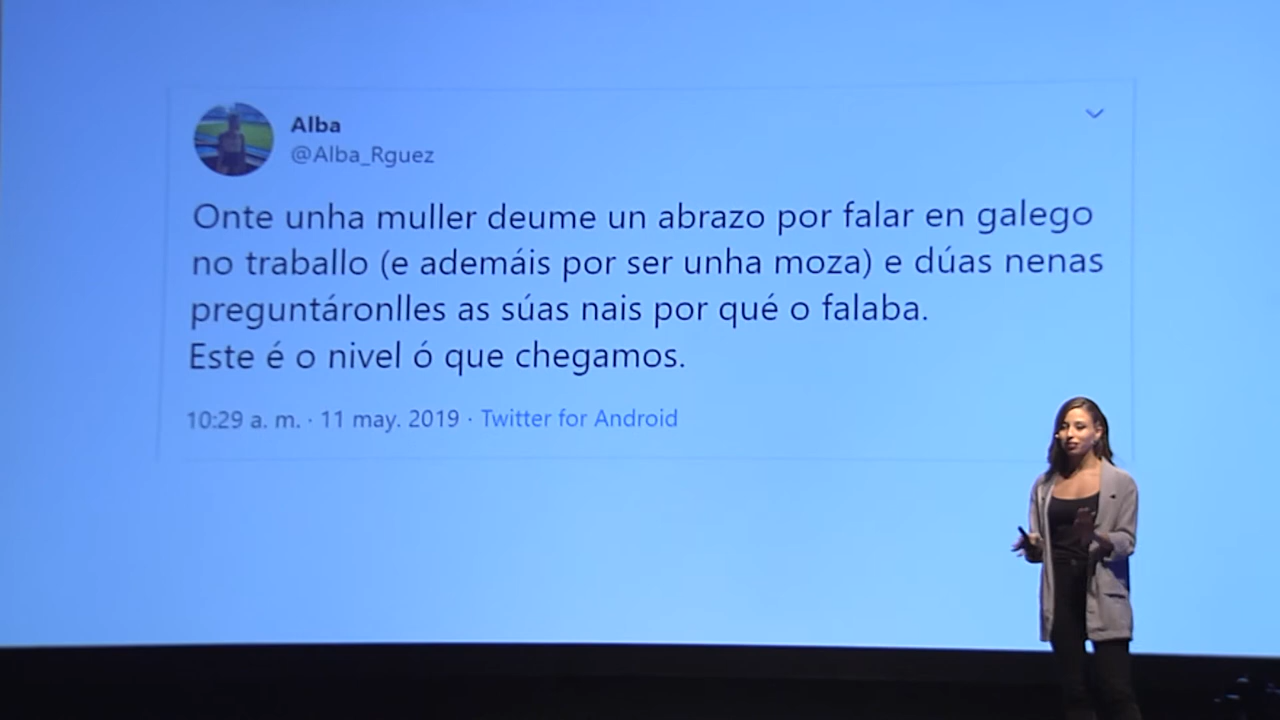 Alba
@Alba_Rguez
Onte unha muller deume un abrazo por falar en galego
no traballo (e ademáis por ser unha moza) e dúas nenas
preguntáronlles as súas nais por qué o falaba.
Este é o nivel ó que chegamos.
10:29 a. m. · 11 may. 2019 · Twitter for Android